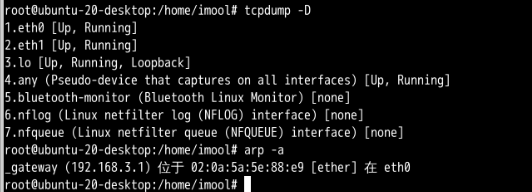 root@ubuntu-20-desktop:/home/imool# tcpdump -D
1.eth0 [Up, Running]
2.eth1 [Up, Running]
3.lo [Up, Running, Loopback]
4.any (Pseudo-device that captures on all interfaces) [Up, Running]
5.bluetooth-monitor (Bluetooth Linux Monitor) [none]
6.nflog (Linux netfilter log (NFLOG) interface) [none]
7.nfqueue (Linux netfilter queue (NFQUEUE) interface) [none]
root@ubuntu-20-desktop:/home/imool# arp -a
_gateway (192.168.3.1) 位于 02:0a:5a:5e:88:e9 [ether] 在 eth0
root@ubuntu-20-desktop:/home/imool#